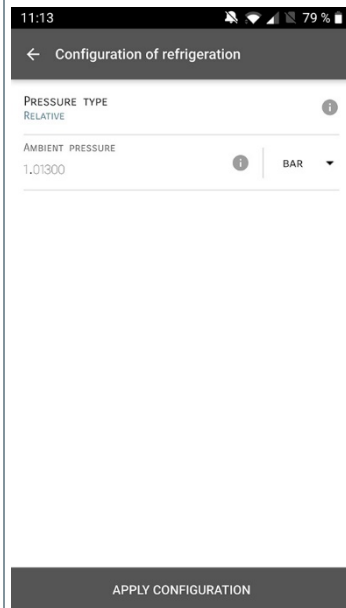 11:13 79 %
Configuration of refrigeration
PRESSURE TYPE
RELATIVE
AMBIENT PRESSURE
1.01300 BAR
APPLY CONFIGURATION